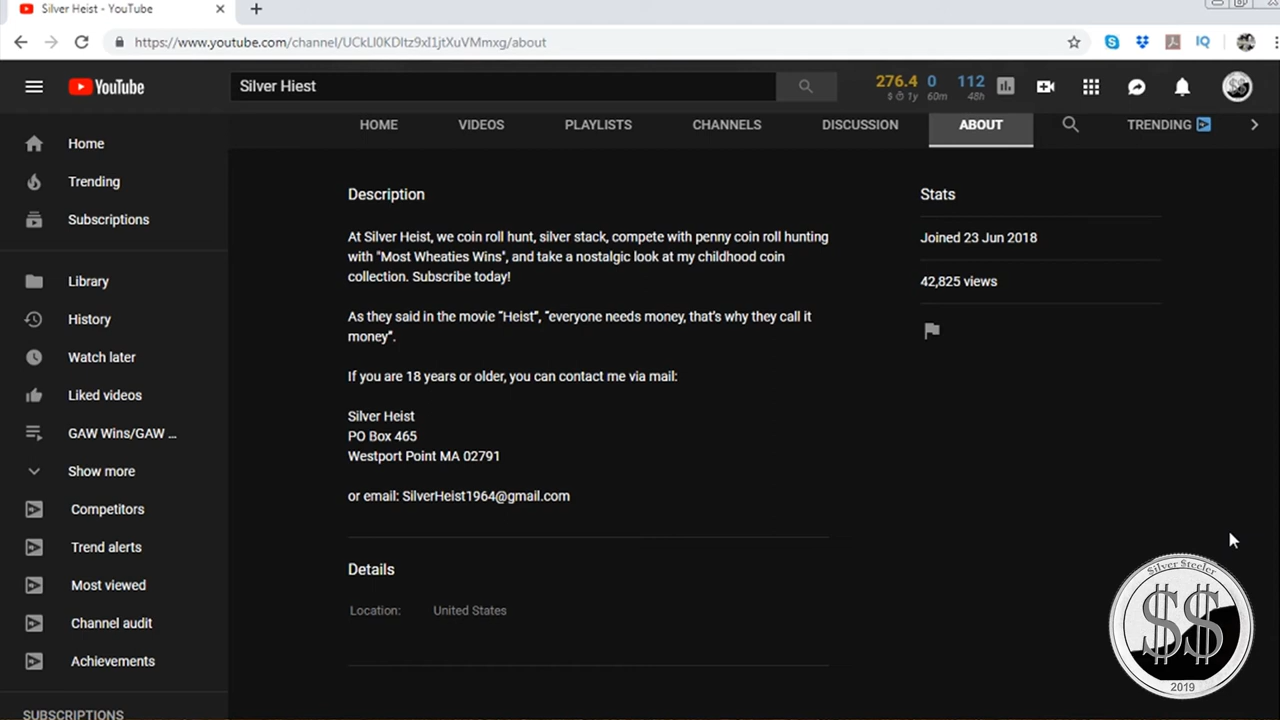 Silver Heist - YouTube
https://www.youtube.com/channel/UCkLl0KDltz9xI1jtXuVMmxg/about
YouTube
Silver Hiest
276.4 0 112
$ 1y 60m 48h
HOME VIDEOS PLAYLISTS CHANNELS DISCUSSION ABOUT TRENDING
Home
Trending
Subscriptions
Library
History
Watch later
Liked videos
GAW Wins/GAW ...
Show more
Competitors
Trend alerts
Most viewed
Channel audit
Achievements
SUBSCRIPTIONS
Description
At Silver Heist, we coin roll hunt, silver stack, compete with penny coin roll hunting
with "Most Wheaties Wins", and take a nostalgic look at my childhood coin
collection. Subscribe today!
As they said in the movie “Heist”, “everyone needs money, that’s why they call it
money”.
If you are 18 years or older, you can contact me via mail:
Silver Heist
PO Box 465
Westport Point MA 02791
or email: SilverHeist1964@gmail.com
Details
Location: United States
Stats
Joined 23 Jun 2018
42,825 views
Silver Steeler
$$
2019